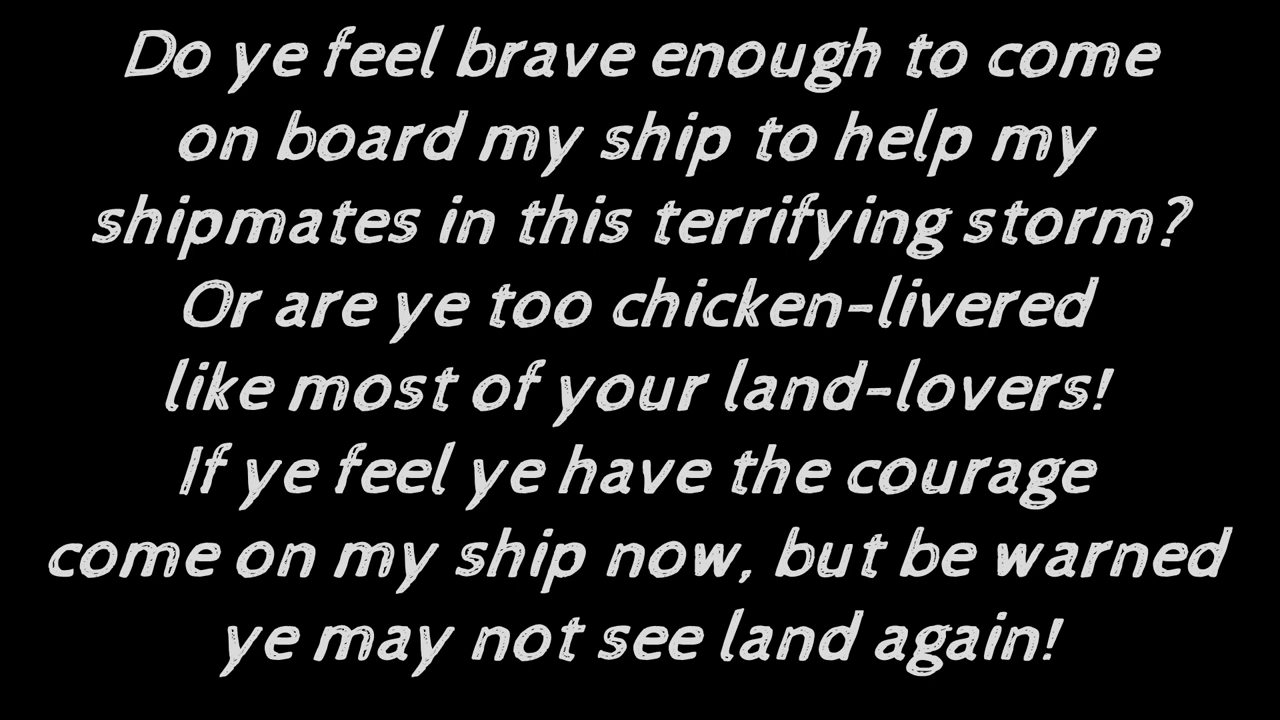 Do ye feel brave enough to come
on board my ship to help my
shipmates in this terrifying storm?
Or are ye too chicken-livered
like most of your land-lovers!
If ye feel ye have the courage
come on my ship now, but be warned
ye may not see land again!